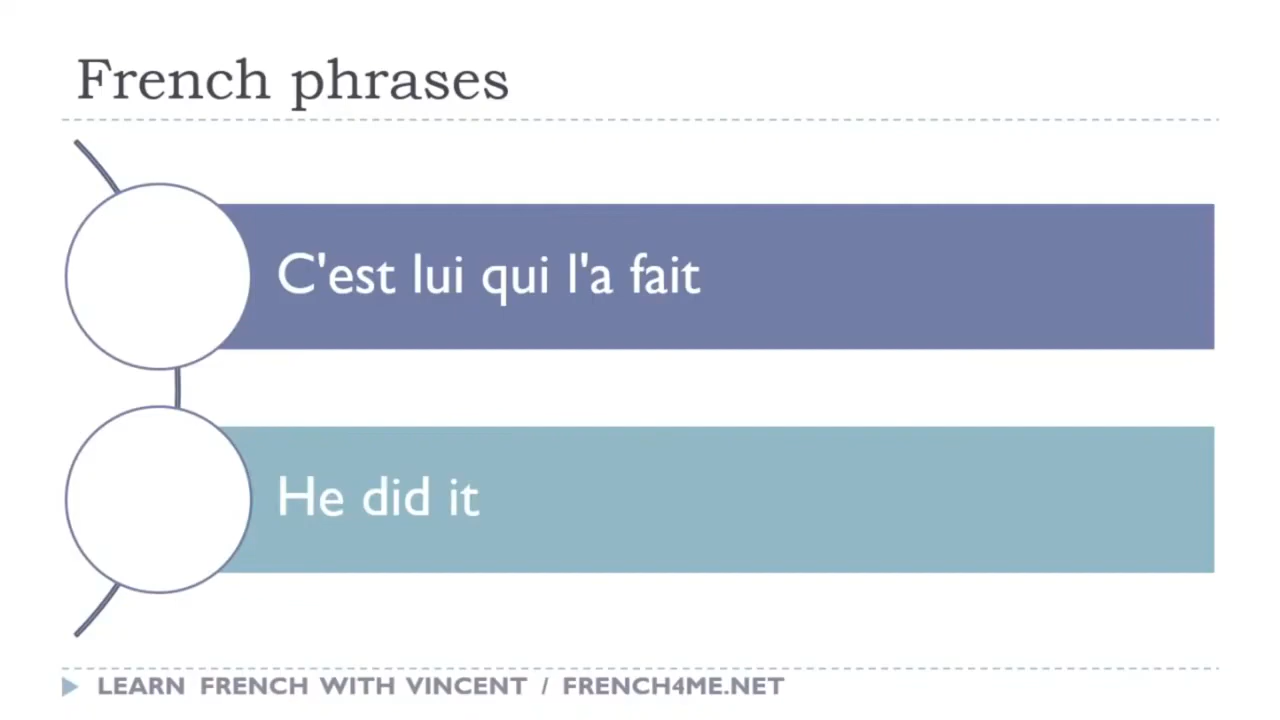 French phrases
C'est lui qui l'a fait
He did it
LEARN FRENCH WITH VINCENT / FRENCH4ME.NET